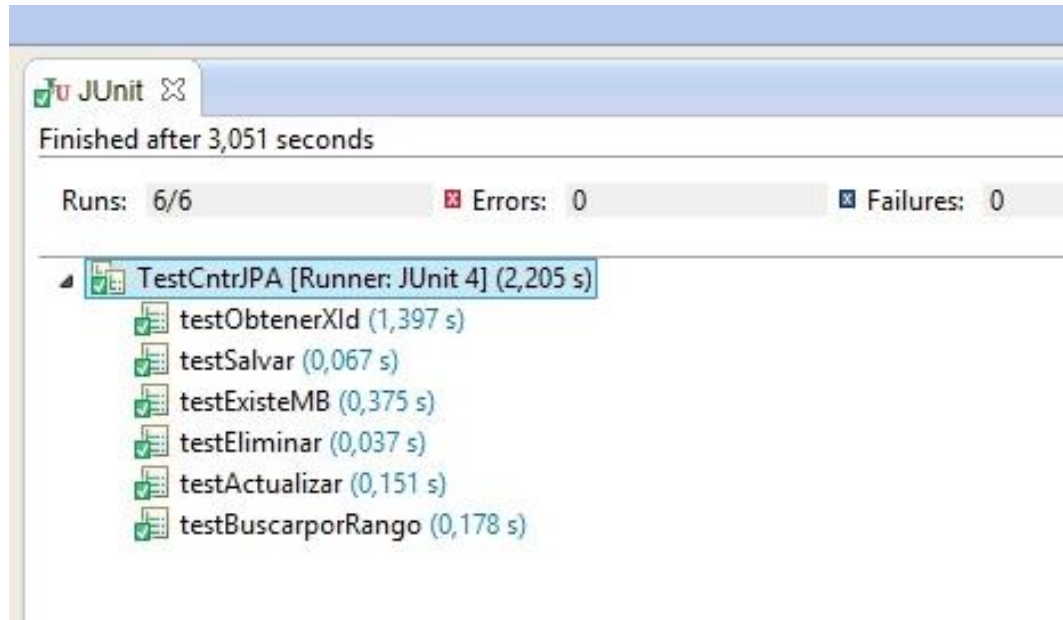 JUnit
Finished after 3,051 seconds
Runs: 6/6 Errors: 0 Failures: 0
TestCntrJPA [Runner: JUnit 4] (2,205 s)
testObtenerXId (1,397 s)
testSalvar (0,067 s)
testExisteMB (0,375 s)
testEliminar (0,037 s)
testActualizar (0,151 s)
testBuscarporRango (0,178 s)